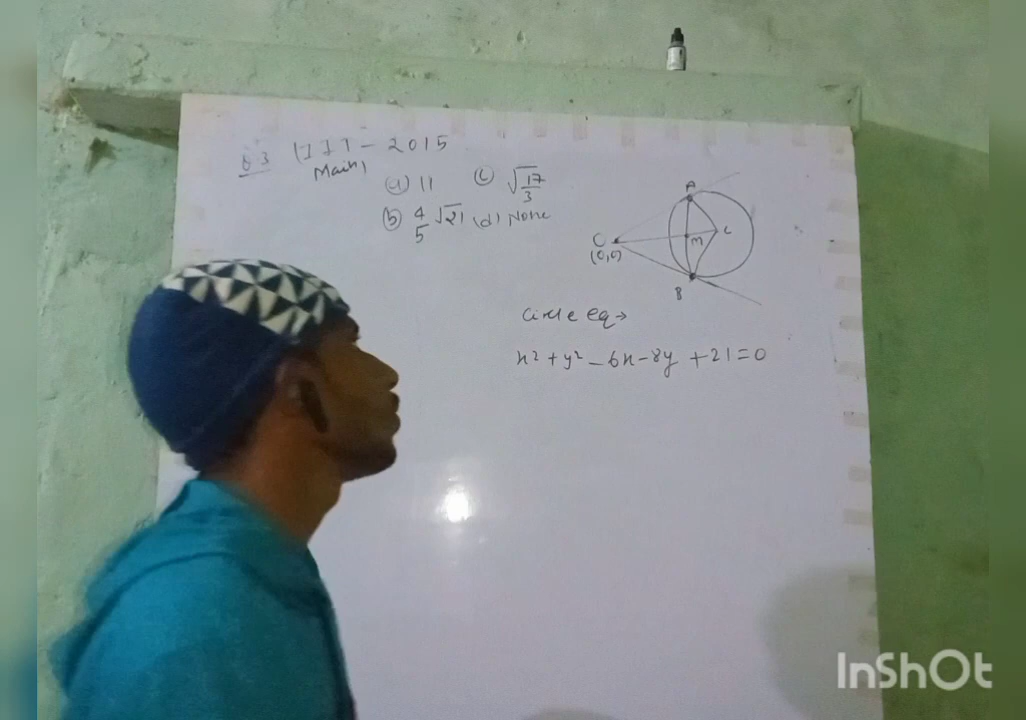 Q.3 (IIT - 2015
Main)
(a) 11 (c) √17/3
(b) 4/5 √21 (d) None
A
O
M
C
(0,0)
B
Circle eq→
x² + y² - 6x - 8y + 21 = 0
InShOt